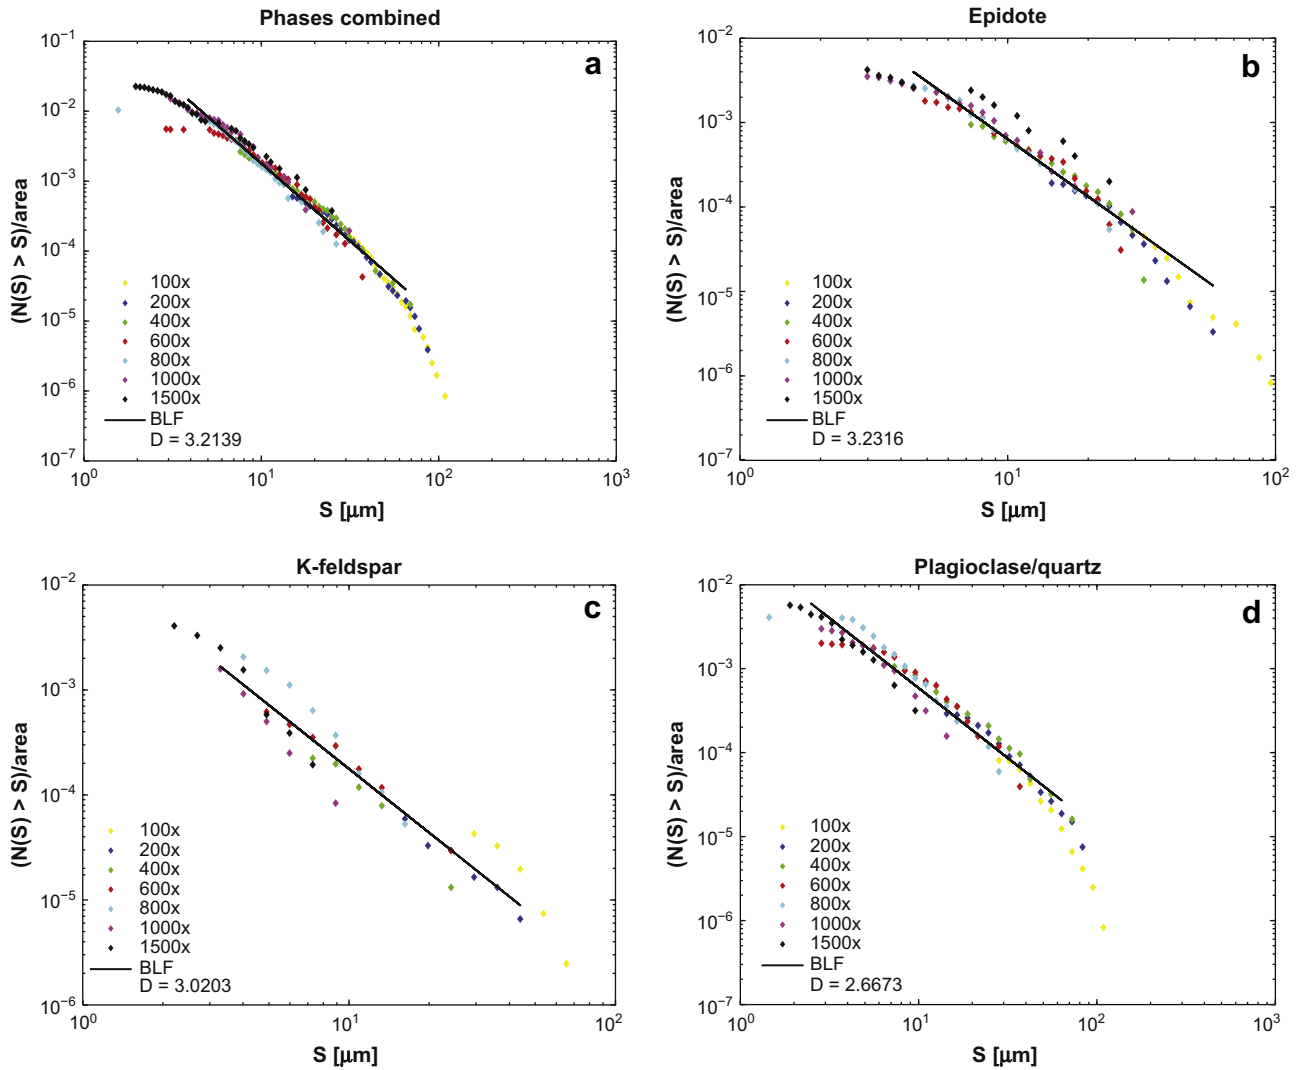 Phases combined
a
10^-1
10^-2
10^-3
10^-4
10^-5
10^-6
10^-7
(N(S) > S)/area
100x
200x
400x
600x
800x
1000x
1500x
BLF
D = 3.2139
10^0
10^1
10^2
10^3
S [μm]
Epidote
b
10^-2
10^-3
10^-4
10^-5
10^-6
10^-7
(N(S) > S)/area
100x
200x
400x
600x
800x
1000x
1500x
BLF
D = 3.2316
10^0
10^1
10^2
S [μm]
K-feldspar
c
10^-2
10^-3
10^-4
10^-5
10^-6
(N(S) > S)/area
100x
200x
400x
600x
800x
1000x
1500x
BLF
D = 3.0203
10^0
10^1
10^2
S [μm]
Plagioclase/quartz
d
10^-2
10^-3
10^-4
10^-5
10^-6
10^-7
(N(S) > S)/area
100x
200x
400x
600x
800x
1000x
1500x
BLF
D = 2.6673
10^0
10^1
10^2
10^3
S [μm]